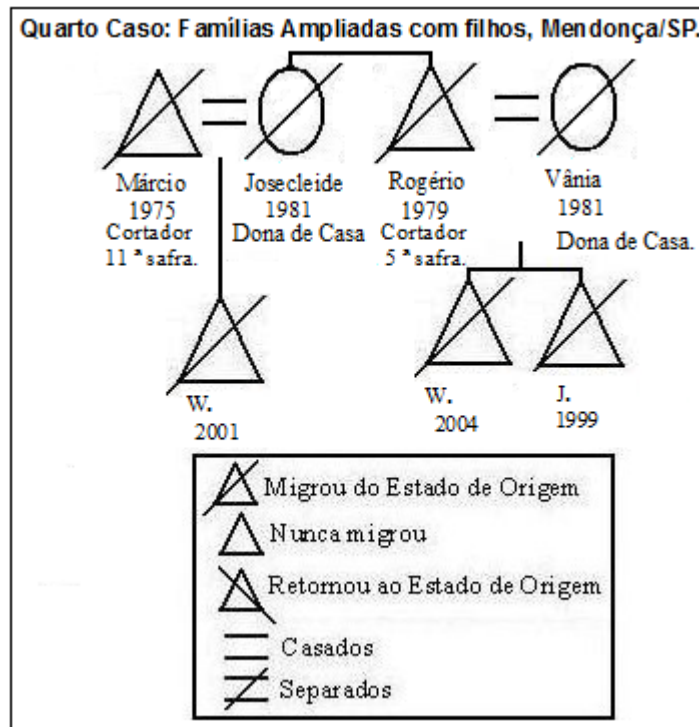 Quarto Caso: Famílias Ampliadas com filhos, Mendonça/SP.
Márcio Josecleide Rogério Vânia
1975 1981 1979 1981
Cortador Dona de Casa Cortador Dona de Casa.
11 ª safra. 5 ª safra.
W. W. J.
2001 2004 1999
Migrou do Estado de Origem
Nunca migrou
Retornou ao Estado de Origem
Casados
Separados